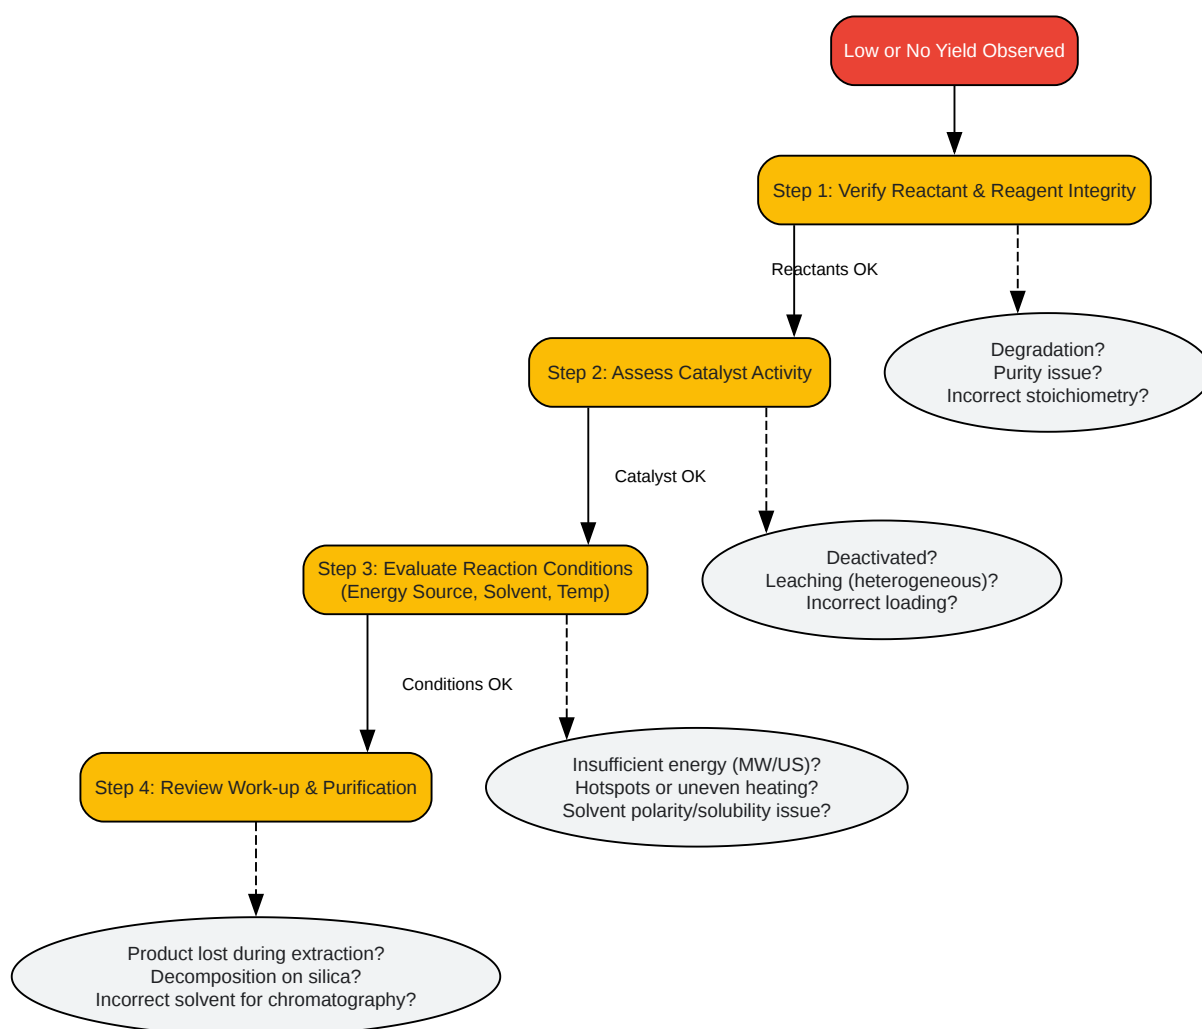 Low or No Yield Observed
Step 1: Verify Reactant & Reagent Integrity
Reactants OK
Degradation?
Purity issue?
Incorrect stoichiometry?
Step 2: Assess Catalyst Activity
Catalyst OK
Deactivated?
Leaching (heterogeneous)?
Incorrect loading?
Step 3: Evaluate Reaction Conditions
(Energy Source, Solvent, Temp)
Conditions OK
Insufficient energy (MW/US)?
Hotspots or uneven heating?
Solvent polarity/solubility issue?
Step 4: Review Work-up & Purification
Product lost during extraction?
Decomposition on silica?
Incorrect solvent for chromatography?